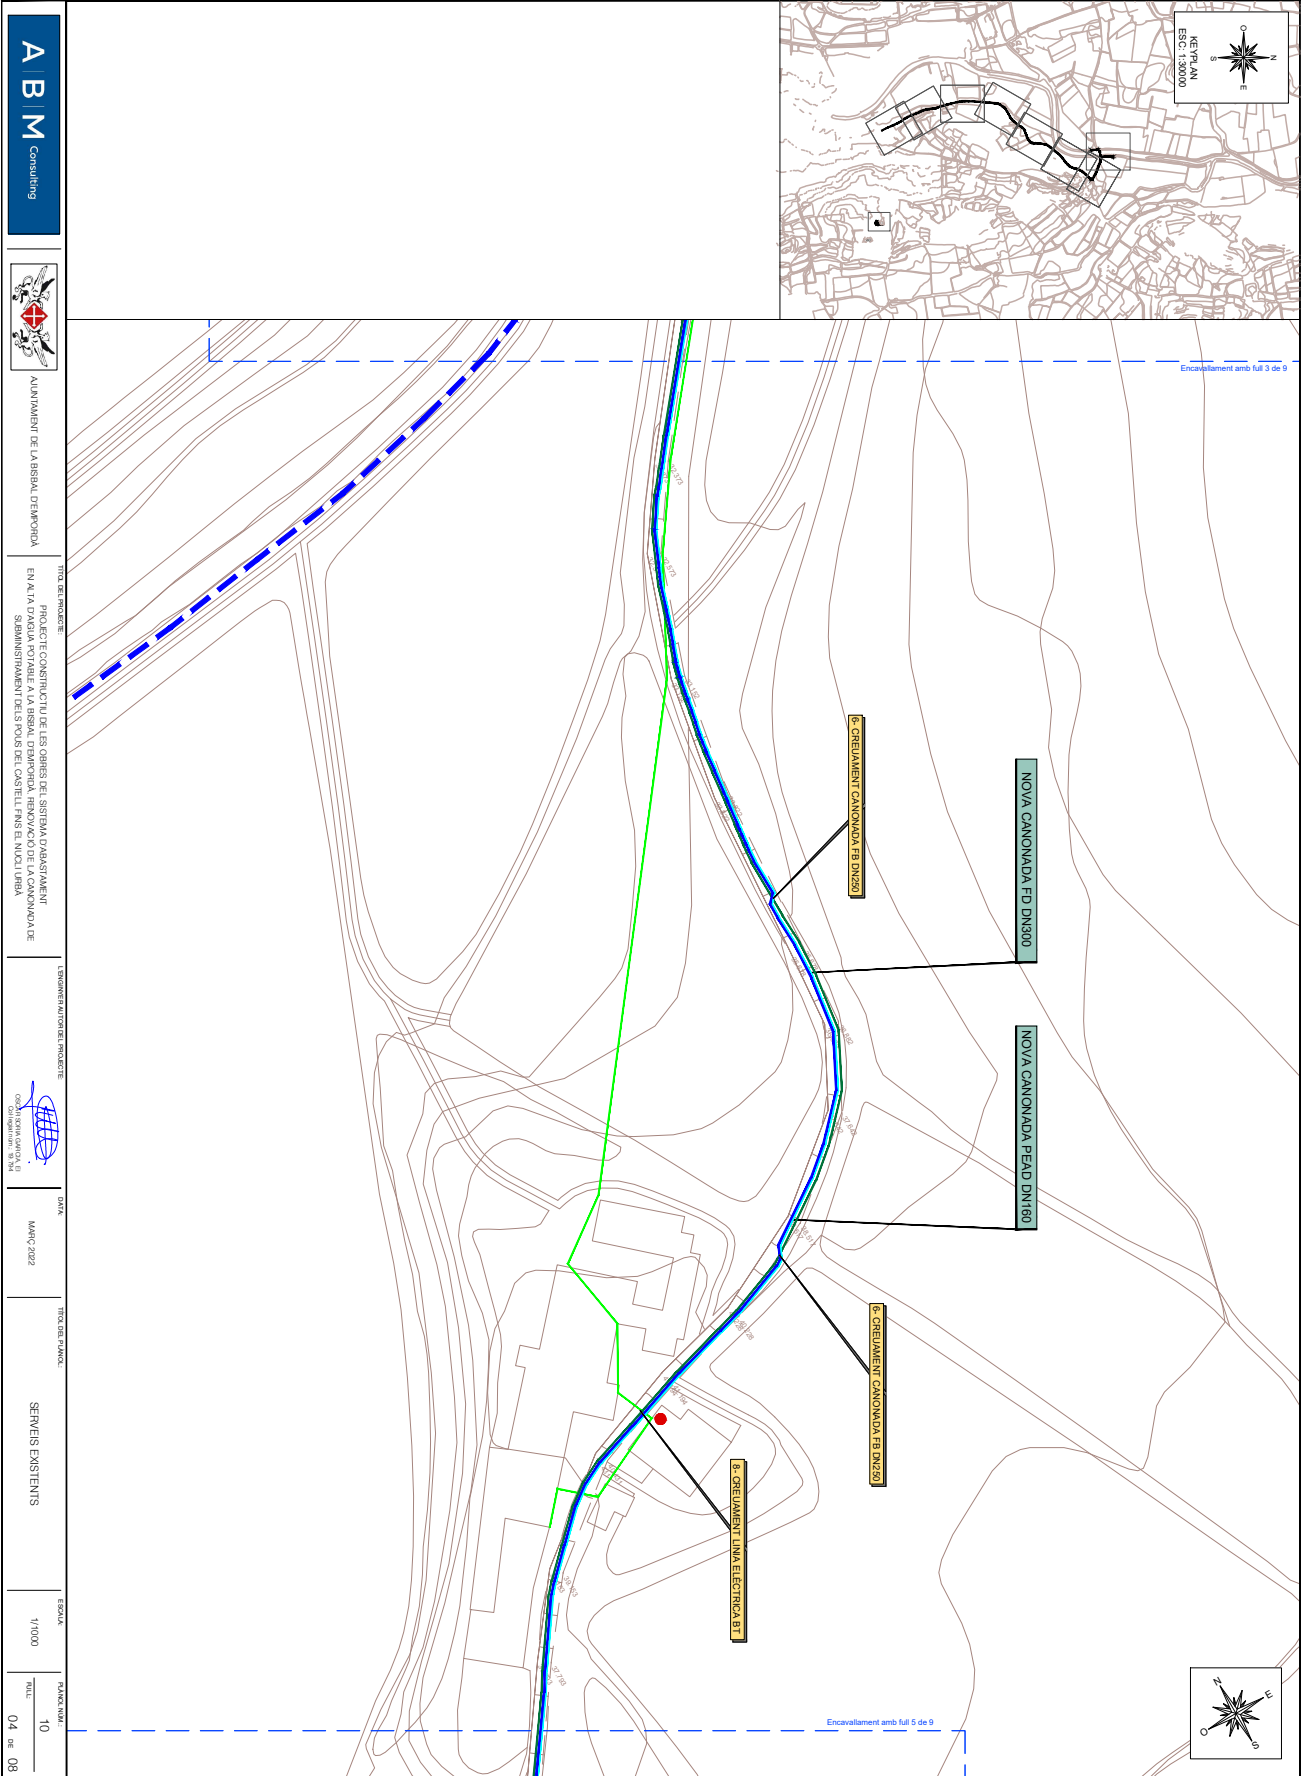 KEYPLAN
ESC: 1:30000
N
S
E
O
Encavallament amb full 3 de 9
NOVA CANONADA FD DN300
NOVA CANONADA PEAD DN160
6- CREUAMENT CANONADA FB DN250
6- CREUAMENT CANONADA FB DN250
8- CREUAMENT LINIA ELÈCTRICA BT
Encavallament amb full 5 de 9
N
E
S
O
A B M Consulting
AJUNTAMENT DE LA BISBAL D'EMPORDÀ
TÍTOL DEL PROJECTE:
PROJECTE CONSTRUCTIU DE LES OBRES DEL SISTEMA D'ABASTAMENT
EN ALTA D'AIGUA POTABLE A LA BISBAL D'EMPORDÀ. RENOVACIÓ DE LA CANONADA DE
SUBMINISTRAMENT DELS POUS DEL CASTELL FINS EL NUCLI URBÀ
L'ENGINYER AUTOR DEL PROJECTE:
DATA:
MARÇ 2022
TÍTOL DEL PLÀNOL:
SERVEIS EXISTENTS
ESCALA:
1/1000
PLÀNOL NÚM.:
10
FULL:
04 DE 08